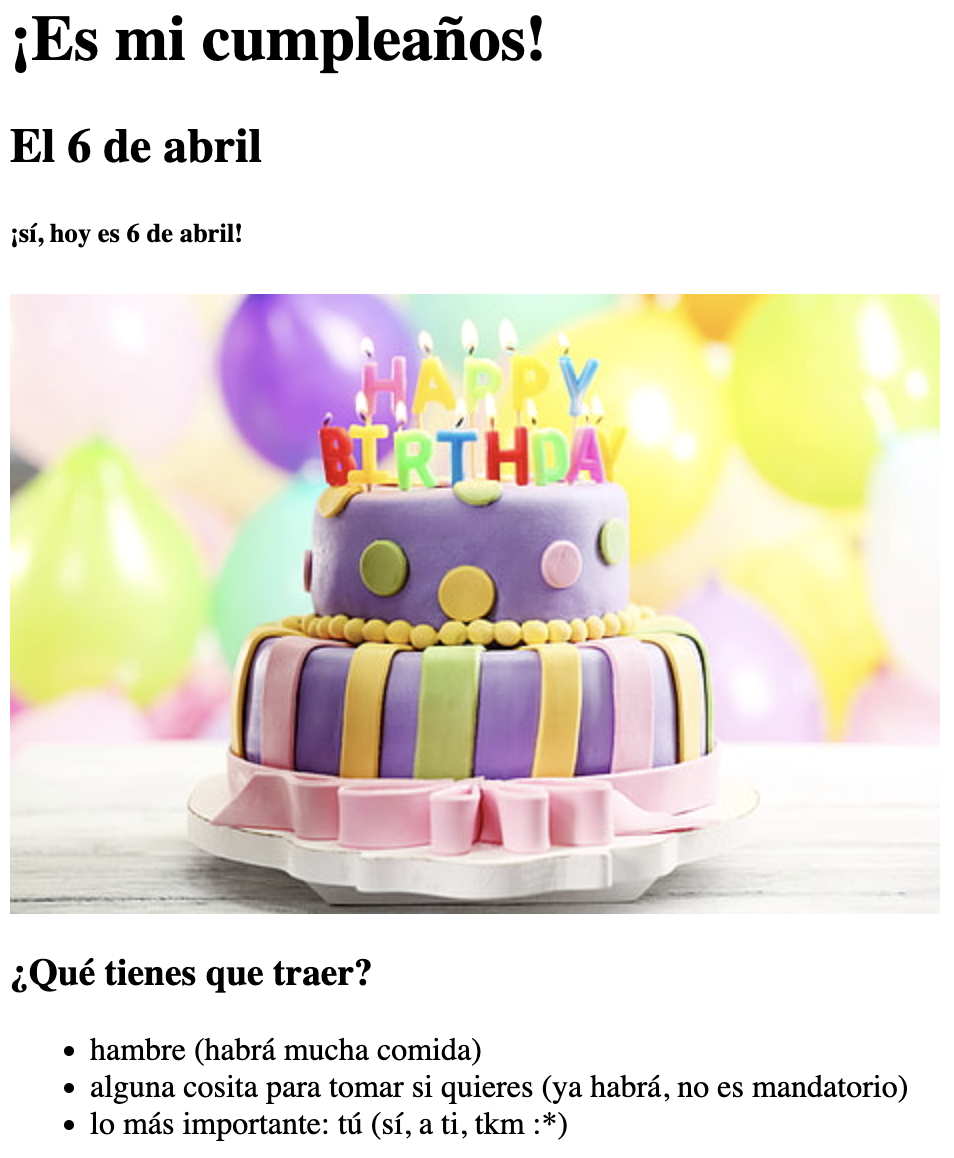 ¡Es mi cumpleaños!
El 6 de abril
¡sí, hoy es 6 de abril!
HAPPY
BIRTHDAY
¿Qué tienes que traer?
hambre (habrá mucha comida)
alguna cosita para tomar si quieres (ya habrá, no es mandatorio)
lo más importante: tú (sí, a ti, tkm :*)